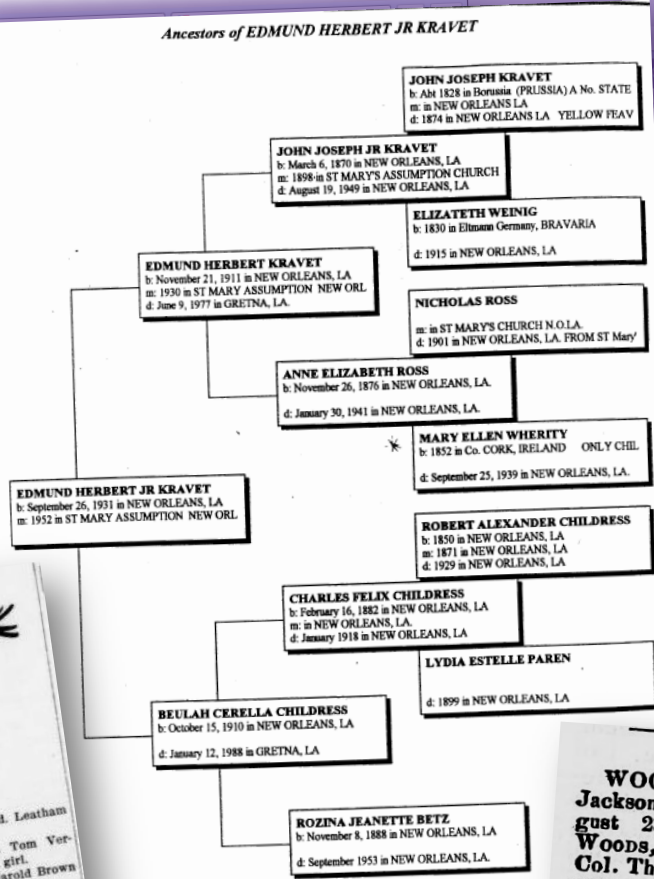 Ancestors of EDMUND HERBERT JR KRAVET
JOHN JOSEPH KRAVET
b: Abt 1828 in Borussia (PRUSSIA) A No. STATE
m: in NEW ORLEANS LA
d: 1874 in NEW ORLEANS LA YELLOW FEAV
JOHN JOSEPH JR KRAVET
b: March 6, 1870 in NEW ORLEANS, LA
m: 1898 in ST MARY'S ASSUMPTION CHURCH
d: August 19, 1949 in NEW ORLEANS, LA
ELIZATETH WEINIG
b: 1830 in Eltmann Germany, BRAVARIA
d: 1915 in NEW ORLEANS, LA
EDMUND HERBERT KRAVET
b: November 21, 1911 in NEW ORLEANS, LA
m: 1930 in ST MARY ASSUMPTION NEW ORL
d: June 9, 1977 in GRETNA, LA.
NICHOLAS ROSS
m: in ST MARY'S CHURCH N.O.LA.
d: 1901 in NEW ORLEANS, LA. FROM ST Mary'
ANNE ELIZABETH ROSS
b: November 26, 1876 in NEW ORLEANS, LA.
d: January 30, 1941 in NEW ORLEANS, LA.
MARY ELLEN WHERITY
b: 1852 in Co. CORK, IRELAND ONLY CHIL
d: September 25, 1939 in NEW ORLEANS, LA.
EDMUND HERBERT JR KRAVET
b: September 26, 1931 in NEW ORLEANS, LA
m: 1952 in ST MARY ASSUMPTION NEW ORL
ROBERT ALEXANDER CHILDRESS
b: 1850 in NEW ORLEANS, LA
m: 1871 in NEW ORLEANS, LA
d: 1929 in NEW ORLEANS, LA
CHARLES FELIX CHILDRESS
b: February 16, 1882 in NEW ORLEANS, LA
m: in NEW ORLEANS, LA.
d: January 1918 in NEW ORLEANS, LA
LYDIA ESTELLE PAREN
d: 1899 in NEW ORLEANS, LA
BEULAH CERELLA CHILDRESS
b: October 15, 1910 in NEW ORLEANS, LA
d: January 12, 1988 in GRETNA, LA
ROZINA JEANETTE BETZ
b: November 8, 1888 in NEW ORLEANS, LA
d: September 1953 in NEW ORLEANS, LA.
Leatham
Tom Ver-
girl.
arold Brown
WOO
Jackson
gust 2
WOODS,
Col. Th